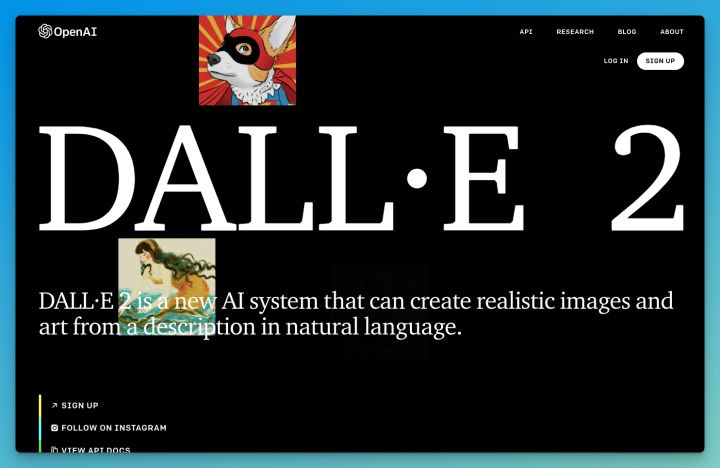 OpenAI
API RESEARCH BLOG ABOUT
LOG IN SIGN UP
DALL·E 2
DALL·E 2 is a new AI system that can create realistic images and
art from a description in natural language.
SIGN UP
FOLLOW ON INSTAGRAM
VIEW API DOCS